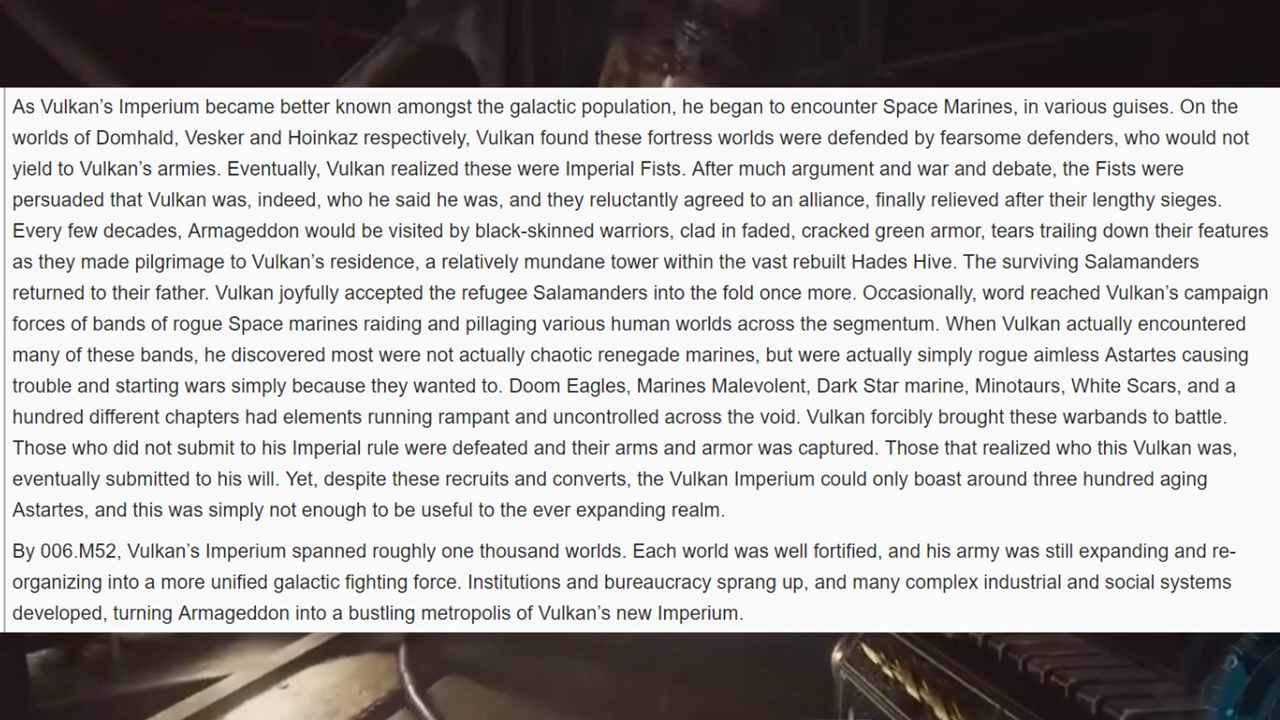 As Vulkan's Imperium became better known amongst the galactic population, he began to encounter Space Marines, in various guises. On the
worlds of Domhald, Vesker and Hoinkaz respectively, Vulkan found these fortress worlds were defended by fearsome defenders, who would not
yield to Vulkan's armies. Eventually, Vulkan realized these were Imperial Fists. After much argument and war and debate, the Fists were
persuaded that Vulkan was, indeed, who he said he was, and they reluctantly agreed to an alliance, finally relieved after their lengthy sieges.
Every few decades, Armageddon would be visited by black-skinned warriors, clad in faded, cracked green armor, tears trailing down their features
as they made pilgrimage to Vulkan's residence, a relatively mundane tower within the vast rebuilt Hades Hive. The surviving Salamanders
returned to their father. Vulkan joyfully accepted the refugee Salamanders into the fold once more. Occasionally, word reached Vulkan's campaign
forces of bands of rogue Space marines raiding and pillaging various human worlds across the segmentum. When Vulkan actually encountered
many of these bands, he discovered most were not actually chaotic renegade marines, but were actually simply rogue aimless Astartes causing
trouble and starting wars simply because they wanted to. Doom Eagles, Marines Malevolent, Dark Star marine, Minotaurs, White Scars, and a
hundred different chapters had elements running rampant and uncontrolled across the void. Vulkan forcibly brought these warbands to battle.
Those who did not submit to his Imperial rule were defeated and their arms and armor was captured. Those that realized who this Vulkan was,
eventually submitted to his will. Yet, despite these recruits and converts, the Vulkan Imperium could only boast around three hundred aging
Astartes, and this was simply not enough to be useful to the ever expanding realm.
By 006.M52, Vulkan's Imperium spanned roughly one thousand worlds. Each world was well fortified, and his army was still expanding and re-
organizing into a more unified galactic fighting force. Institutions and bureaucracy sprang up, and many complex industrial and social systems
developed, turning Armageddon into a bustling metropolis of Vulkan's new Imperium.